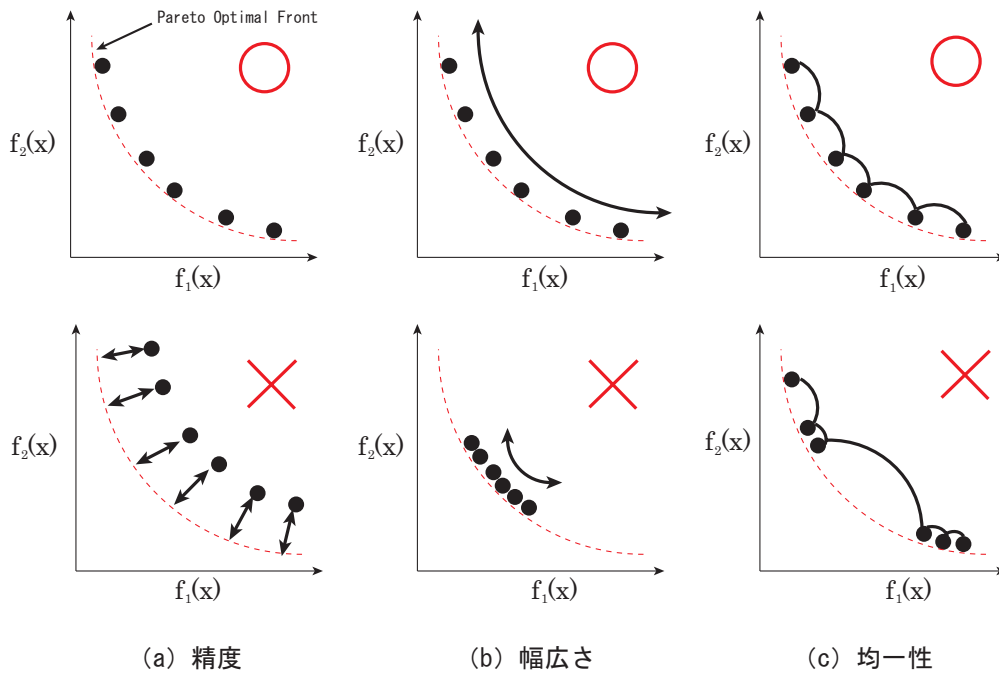 Pareto Optimal Front
f₂(x)
f₁(x)
f₂(x)
f₁(x)
f₂(x)
f₁(x)
f₂(x)
f₁(x)
f₂(x)
f₁(x)
f₂(x)
f₁(x)
(a) 精度
(b) 幅広さ
(c) 均一性